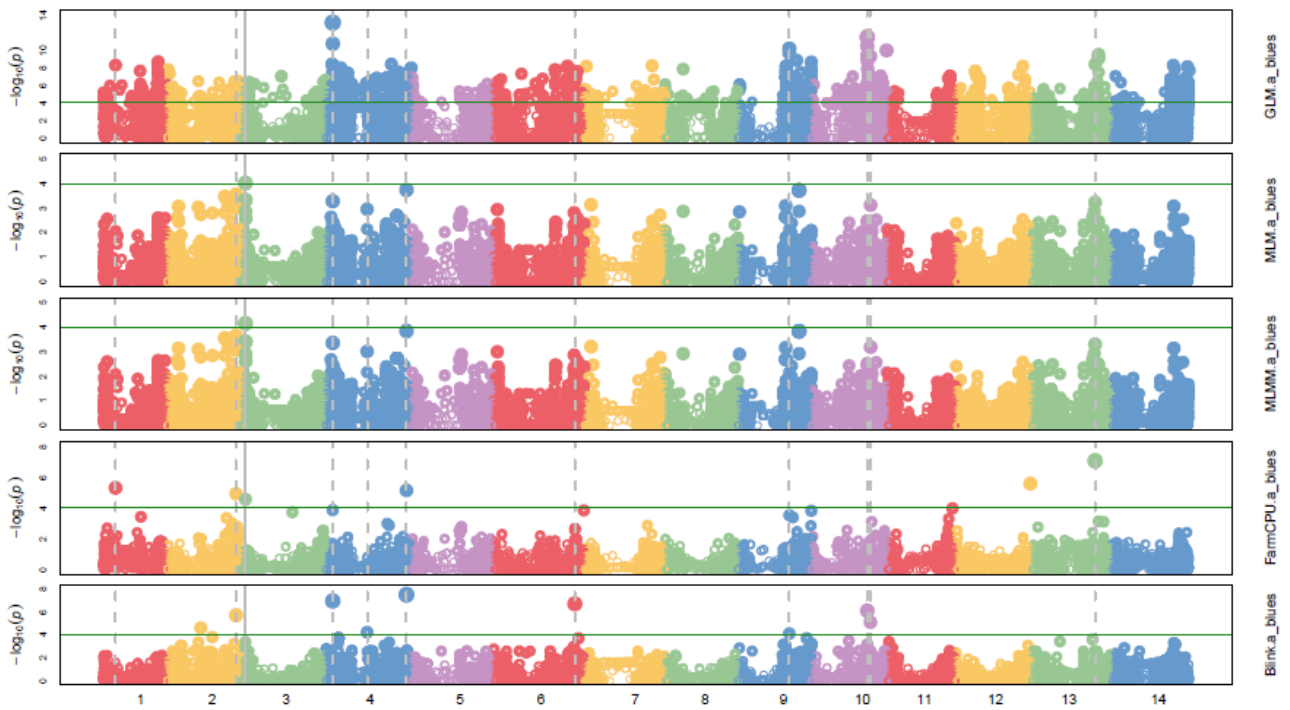 14
10
8
6
4
2
0
−log₁₀(p)
GLM.a_blues
5
4
3
2
1
0
−log₁₀(p)
MLM.a_blues
5
4
3
2
1
0
−log₁₀(p)
MLMM.a_blues
8
6
4
2
0
−log₁₀(p)
FarmCPU.a_blues
8
6
4
2
0
−log₁₀(p)
Blink.a_blues
1 2 3 4 5 6 7 8 9 10 11 12 13 14